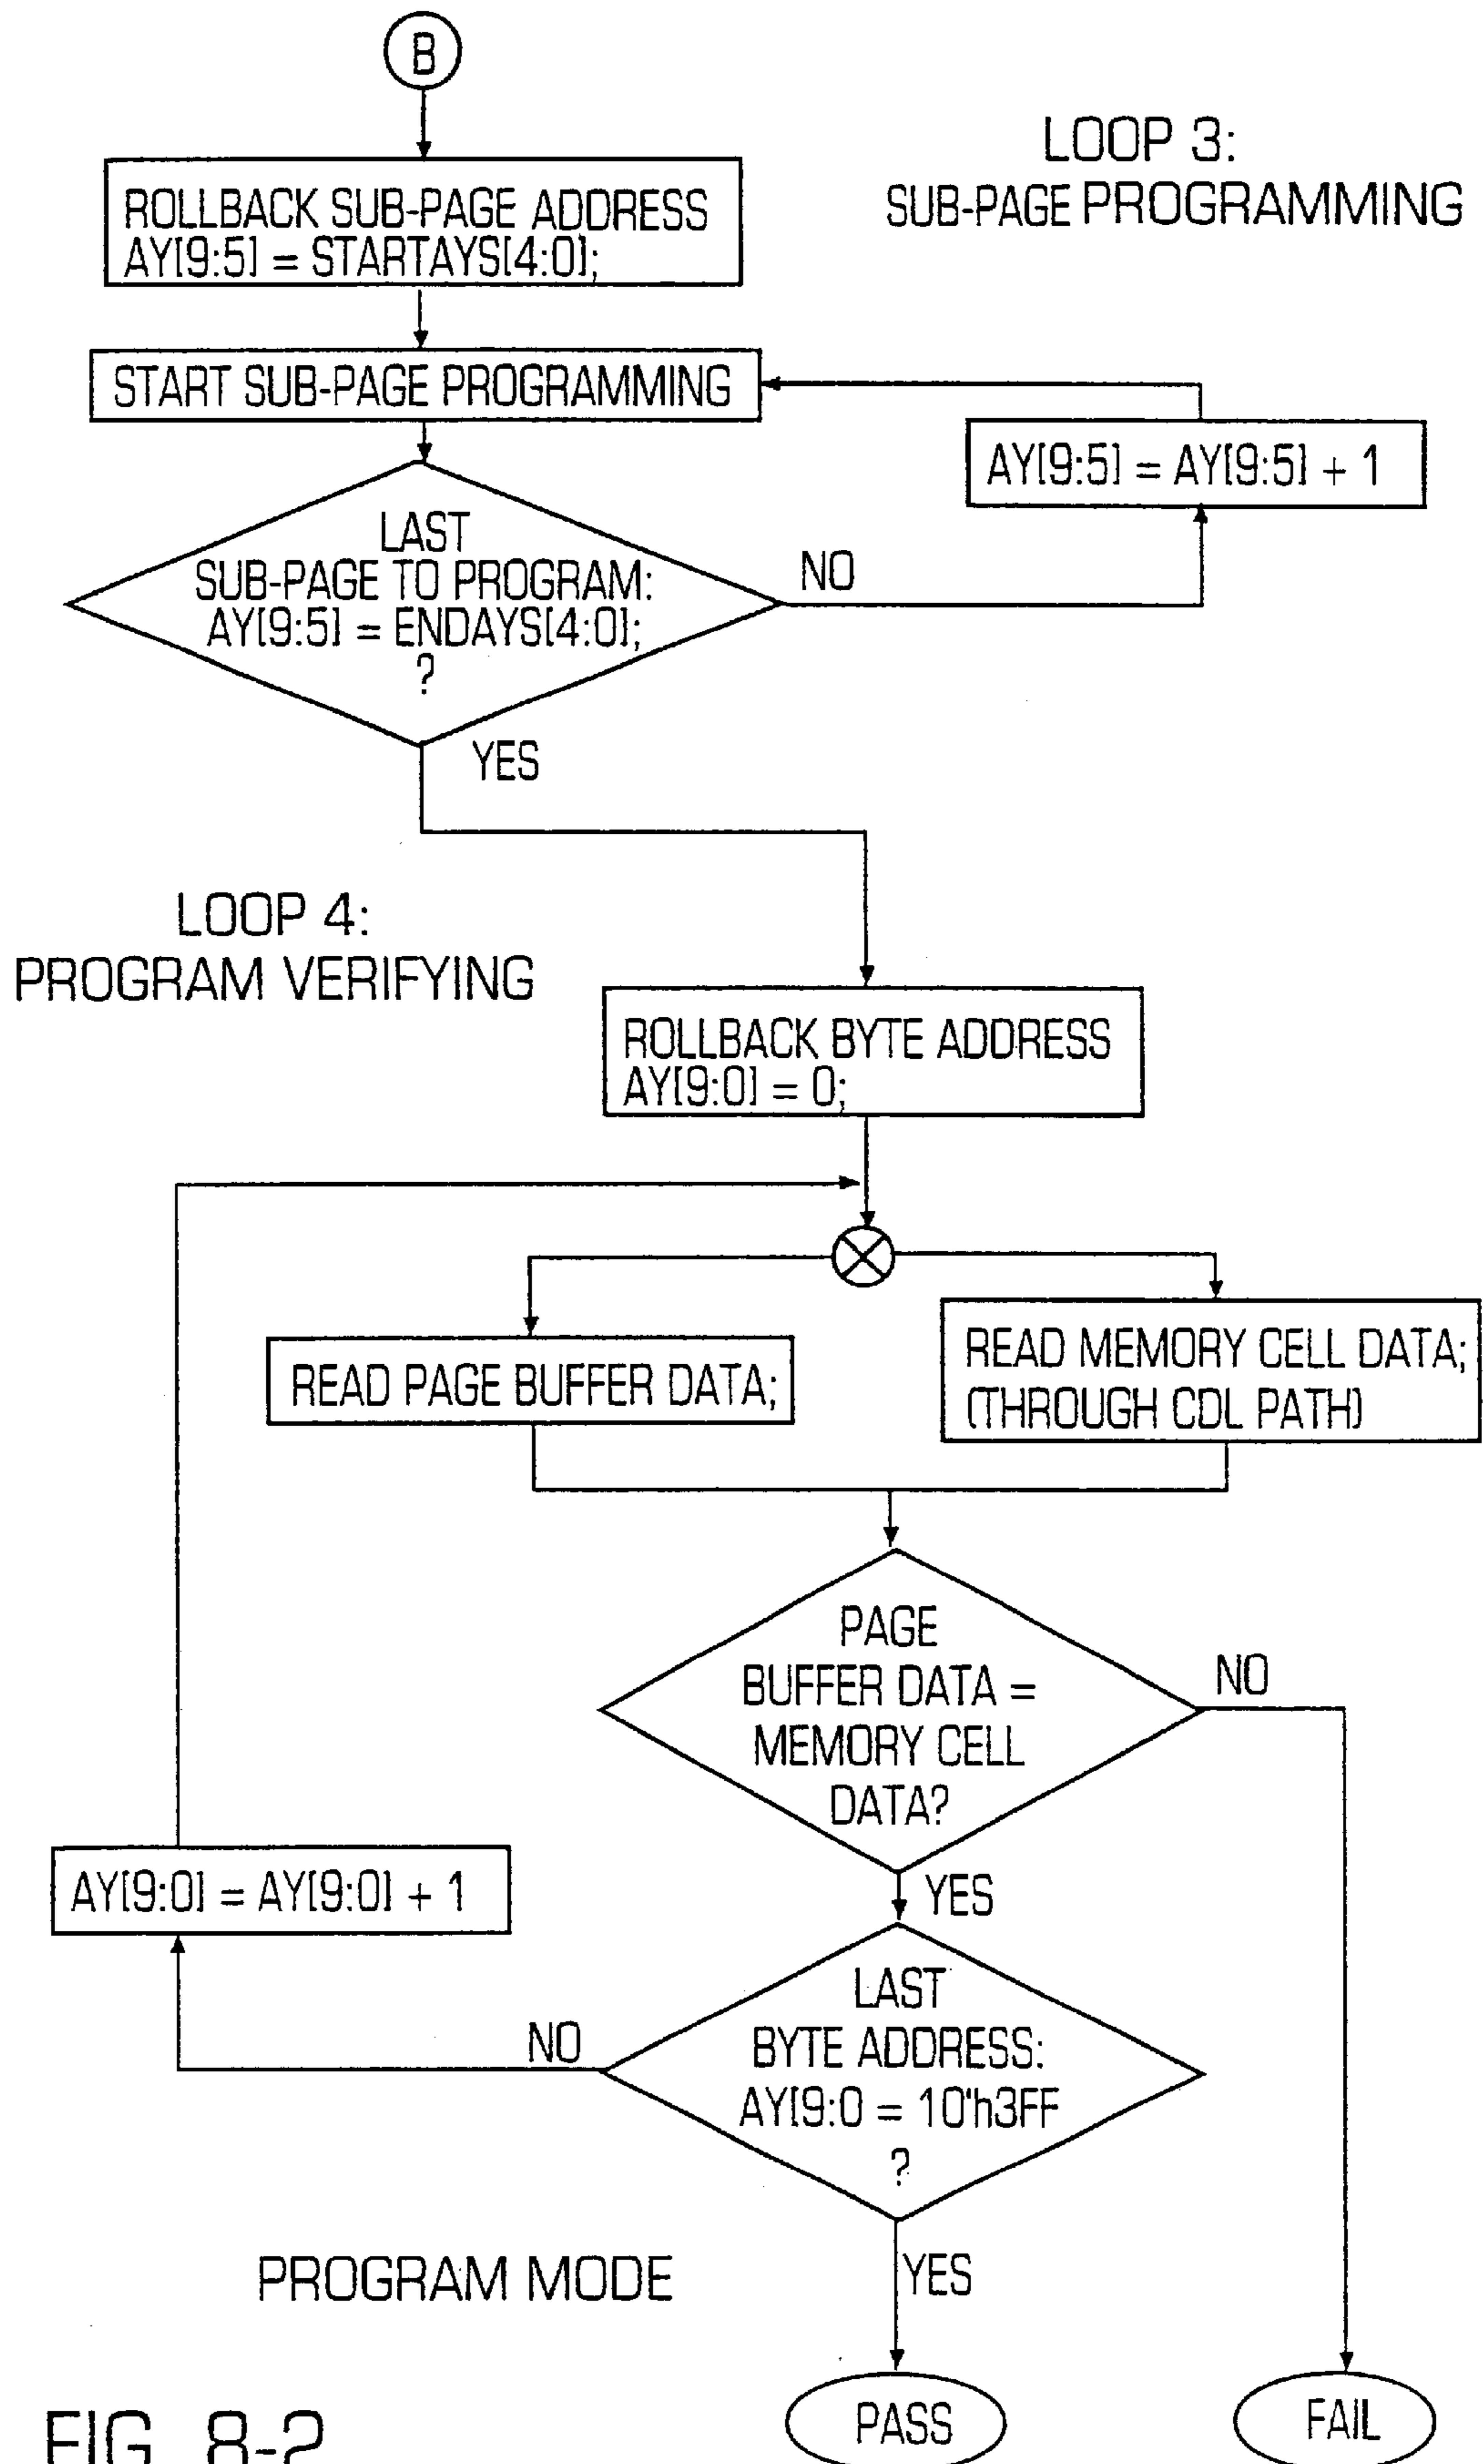 B
LOOP 3:
SUB-PAGE PROGRAMMING
ROLLBACK SUB-PAGE ADDRESS
AY[9:5] = STARTAYS[4:0];
START SUB-PAGE PROGRAMMING
AY[9:5] = AY[9:5] + 1
LAST
SUB-PAGE TO PROGRAM:
AY[9:5] = ENDAYS[4:0];
?
NO
YES
LOOP 4:
PROGRAM VERIFYING
ROLLBACK BYTE ADDRESS
AY[9:0] = 0;
READ PAGE BUFFER DATA;
READ MEMORY CELL DATA;
(THROUGH CDL PATH)
PAGE
BUFFER DATA =
MEMORY CELL
DATA?
NO
YES
AY[9:0] = AY[9:0] + 1
LAST
BYTE ADDRESS:
AY[9:0 = 10'h3FF
?
NO
YES
PROGRAM MODE
PASS
FAIL
FIG. 8-2